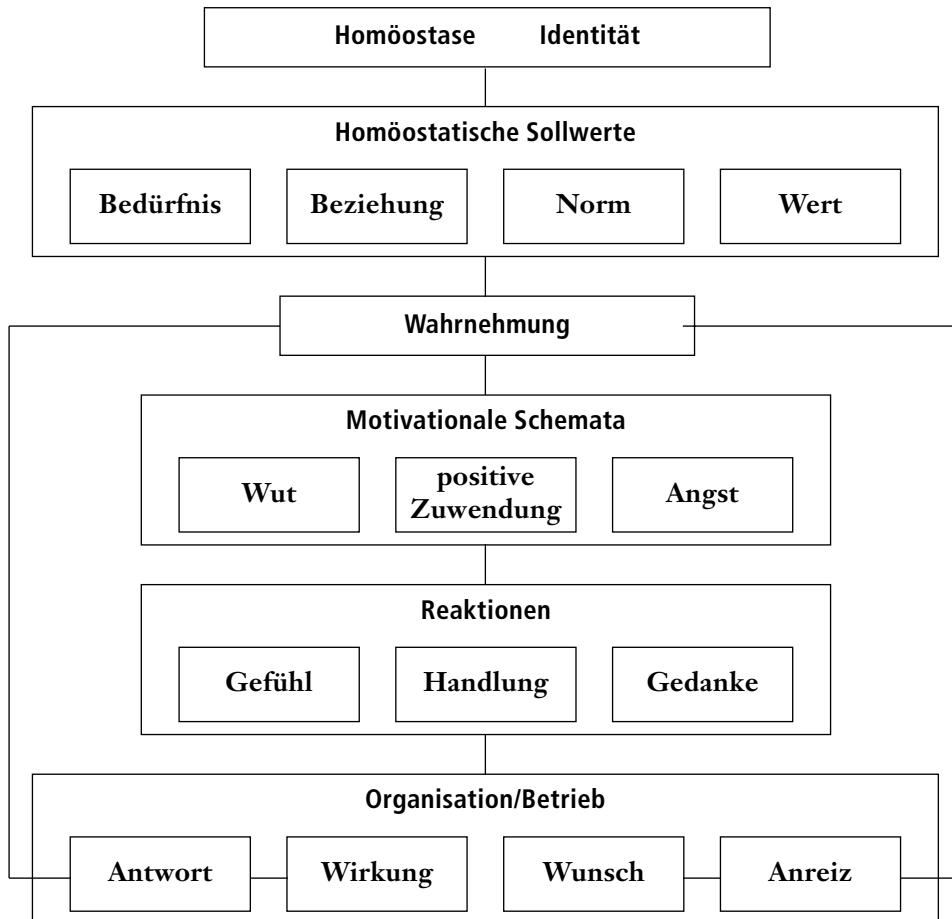 Homöostase Identität
Homöostatische Sollwerte
Bedürfnis Beziehung Norm Wert
Wahrnehmung
Motivationale Schemata
Wut positive Zuwendung Angst
Reaktionen
Gefühl Handlung Gedanke
Organisation/Betrieb
Antwort Wirkung Wunsch Anreiz